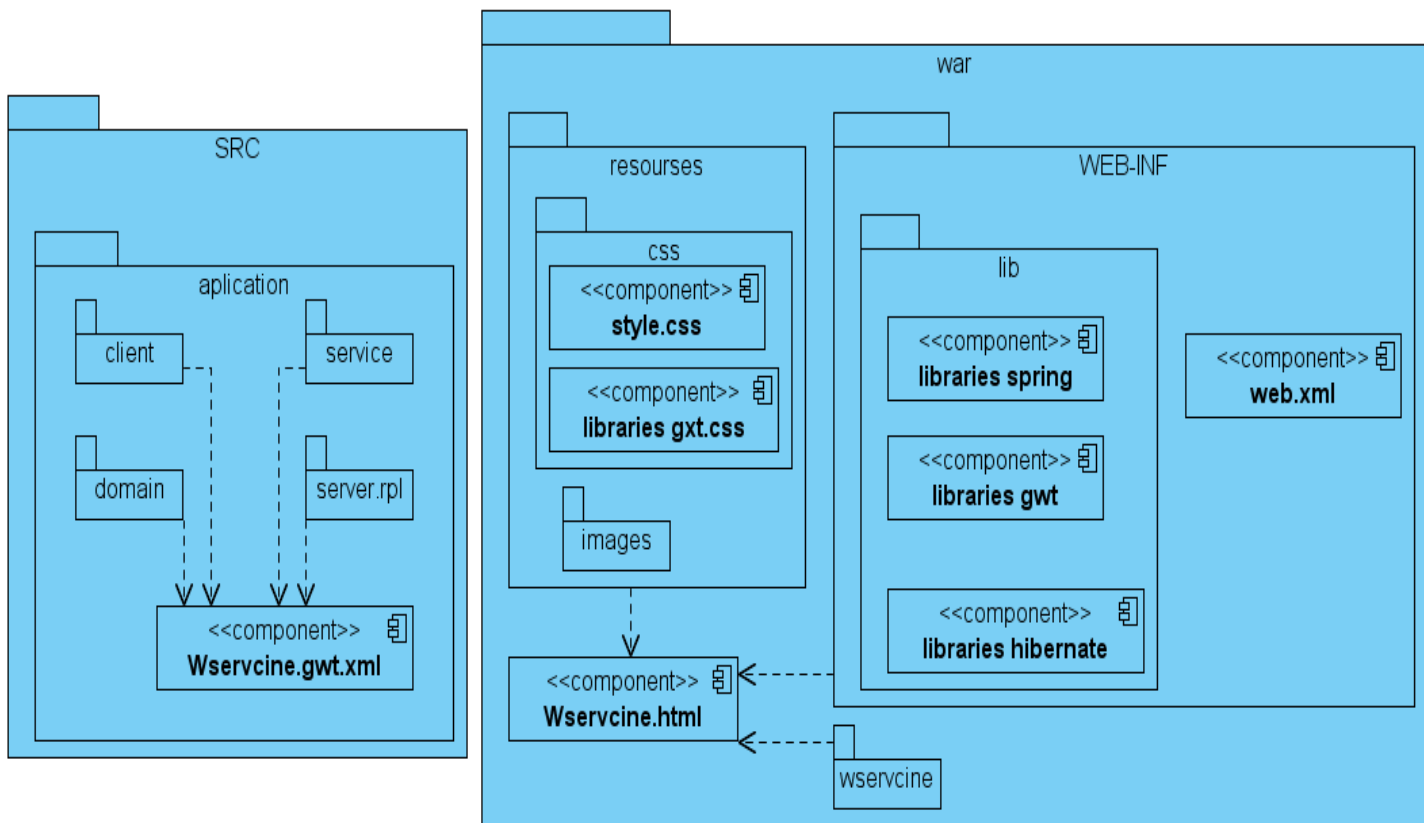 war
SRC
resourses
WEB-INF
css
lib
aplication
<<component>>
style.css
client
service
<<component>>
libraries spring
<<component>>
web.xml
<<component>>
libraries gxt.css
domain
server.rpl
<<component>>
libraries gwt
images
<<component>>
Wservcine.gwt.xml
<<component>>
libraries hibernate
<<component>>
Wservcine.html
wservcine